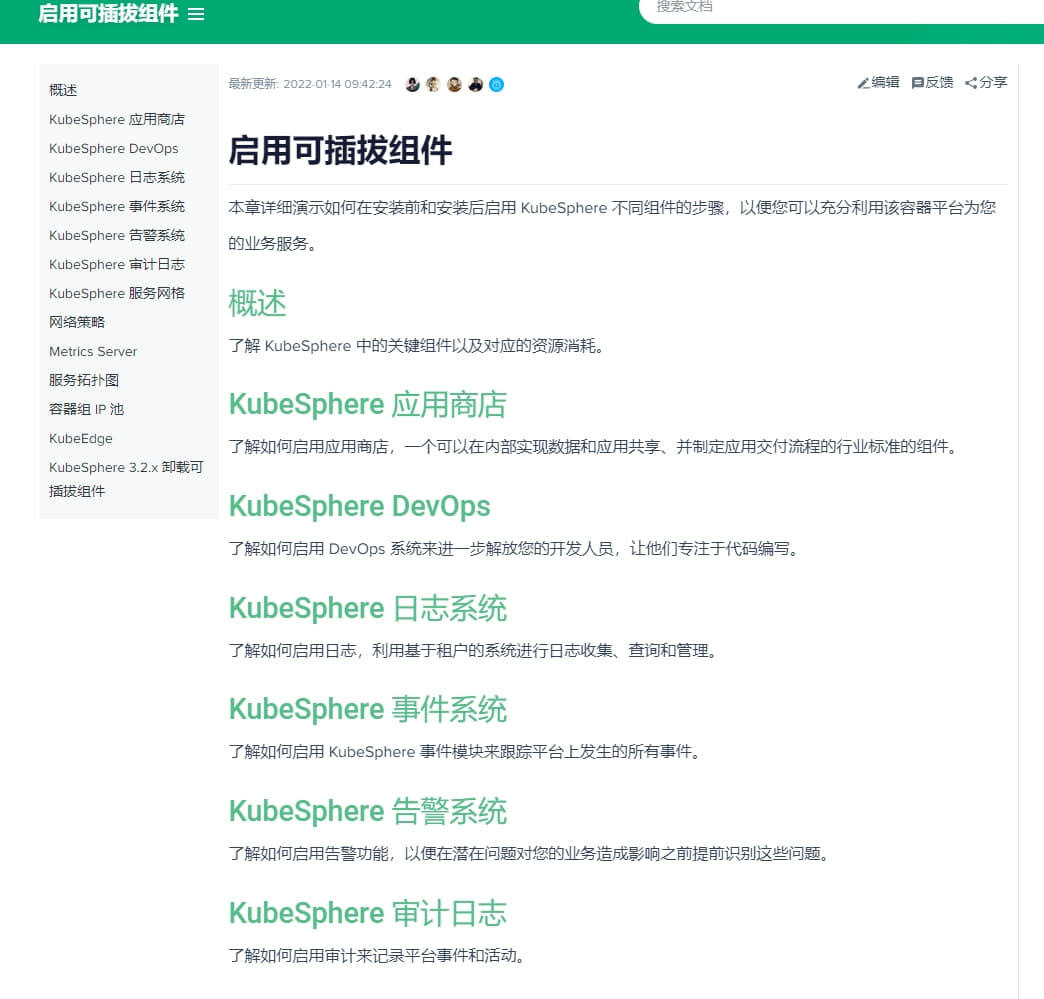 启用可插拔组件
搜索文档
概述
KubeSphere 应用商店
KubeSphere DevOps
KubeSphere 日志系统
KubeSphere 事件系统
KubeSphere 告警系统
KubeSphere 审计日志
KubeSphere 服务网格
网络策略
Metrics Server
服务拓扑图
容器组 IP 池
KubeEdge
KubeSphere 3.2.x 卸载可
插拔组件
最新更新: 2022-01-14 09:42:24
编辑 反馈 分享
启用可插拔组件
本章详细演示如何在安装前和安装后启用 KubeSphere 不同组件的步骤，以便您可以充分利用该容器平台为您
的业务服务。
概述
了解 KubeSphere 中的关键组件以及对应的资源消耗。
KubeSphere 应用商店
了解如何启用应用商店，一个可以在内部实现数据和应用共享、并制定应用交付流程的行业标准的组件。
KubeSphere DevOps
了解如何启用 DevOps 系统来进一步解放您的开发人员，让他们专注于代码编写。
KubeSphere 日志系统
了解如何启用日志，利用基于租户的系统进行日志收集、查询和管理。
KubeSphere 事件系统
了解如何启用 KubeSphere 事件模块来跟踪平台上发生的所有事件。
KubeSphere 告警系统
了解如何启用告警功能，以便在潜在问题对您的业务造成影响之前提前识别这些问题。
KubeSphere 审计日志
了解如何启用审计来记录平台事件和活动。